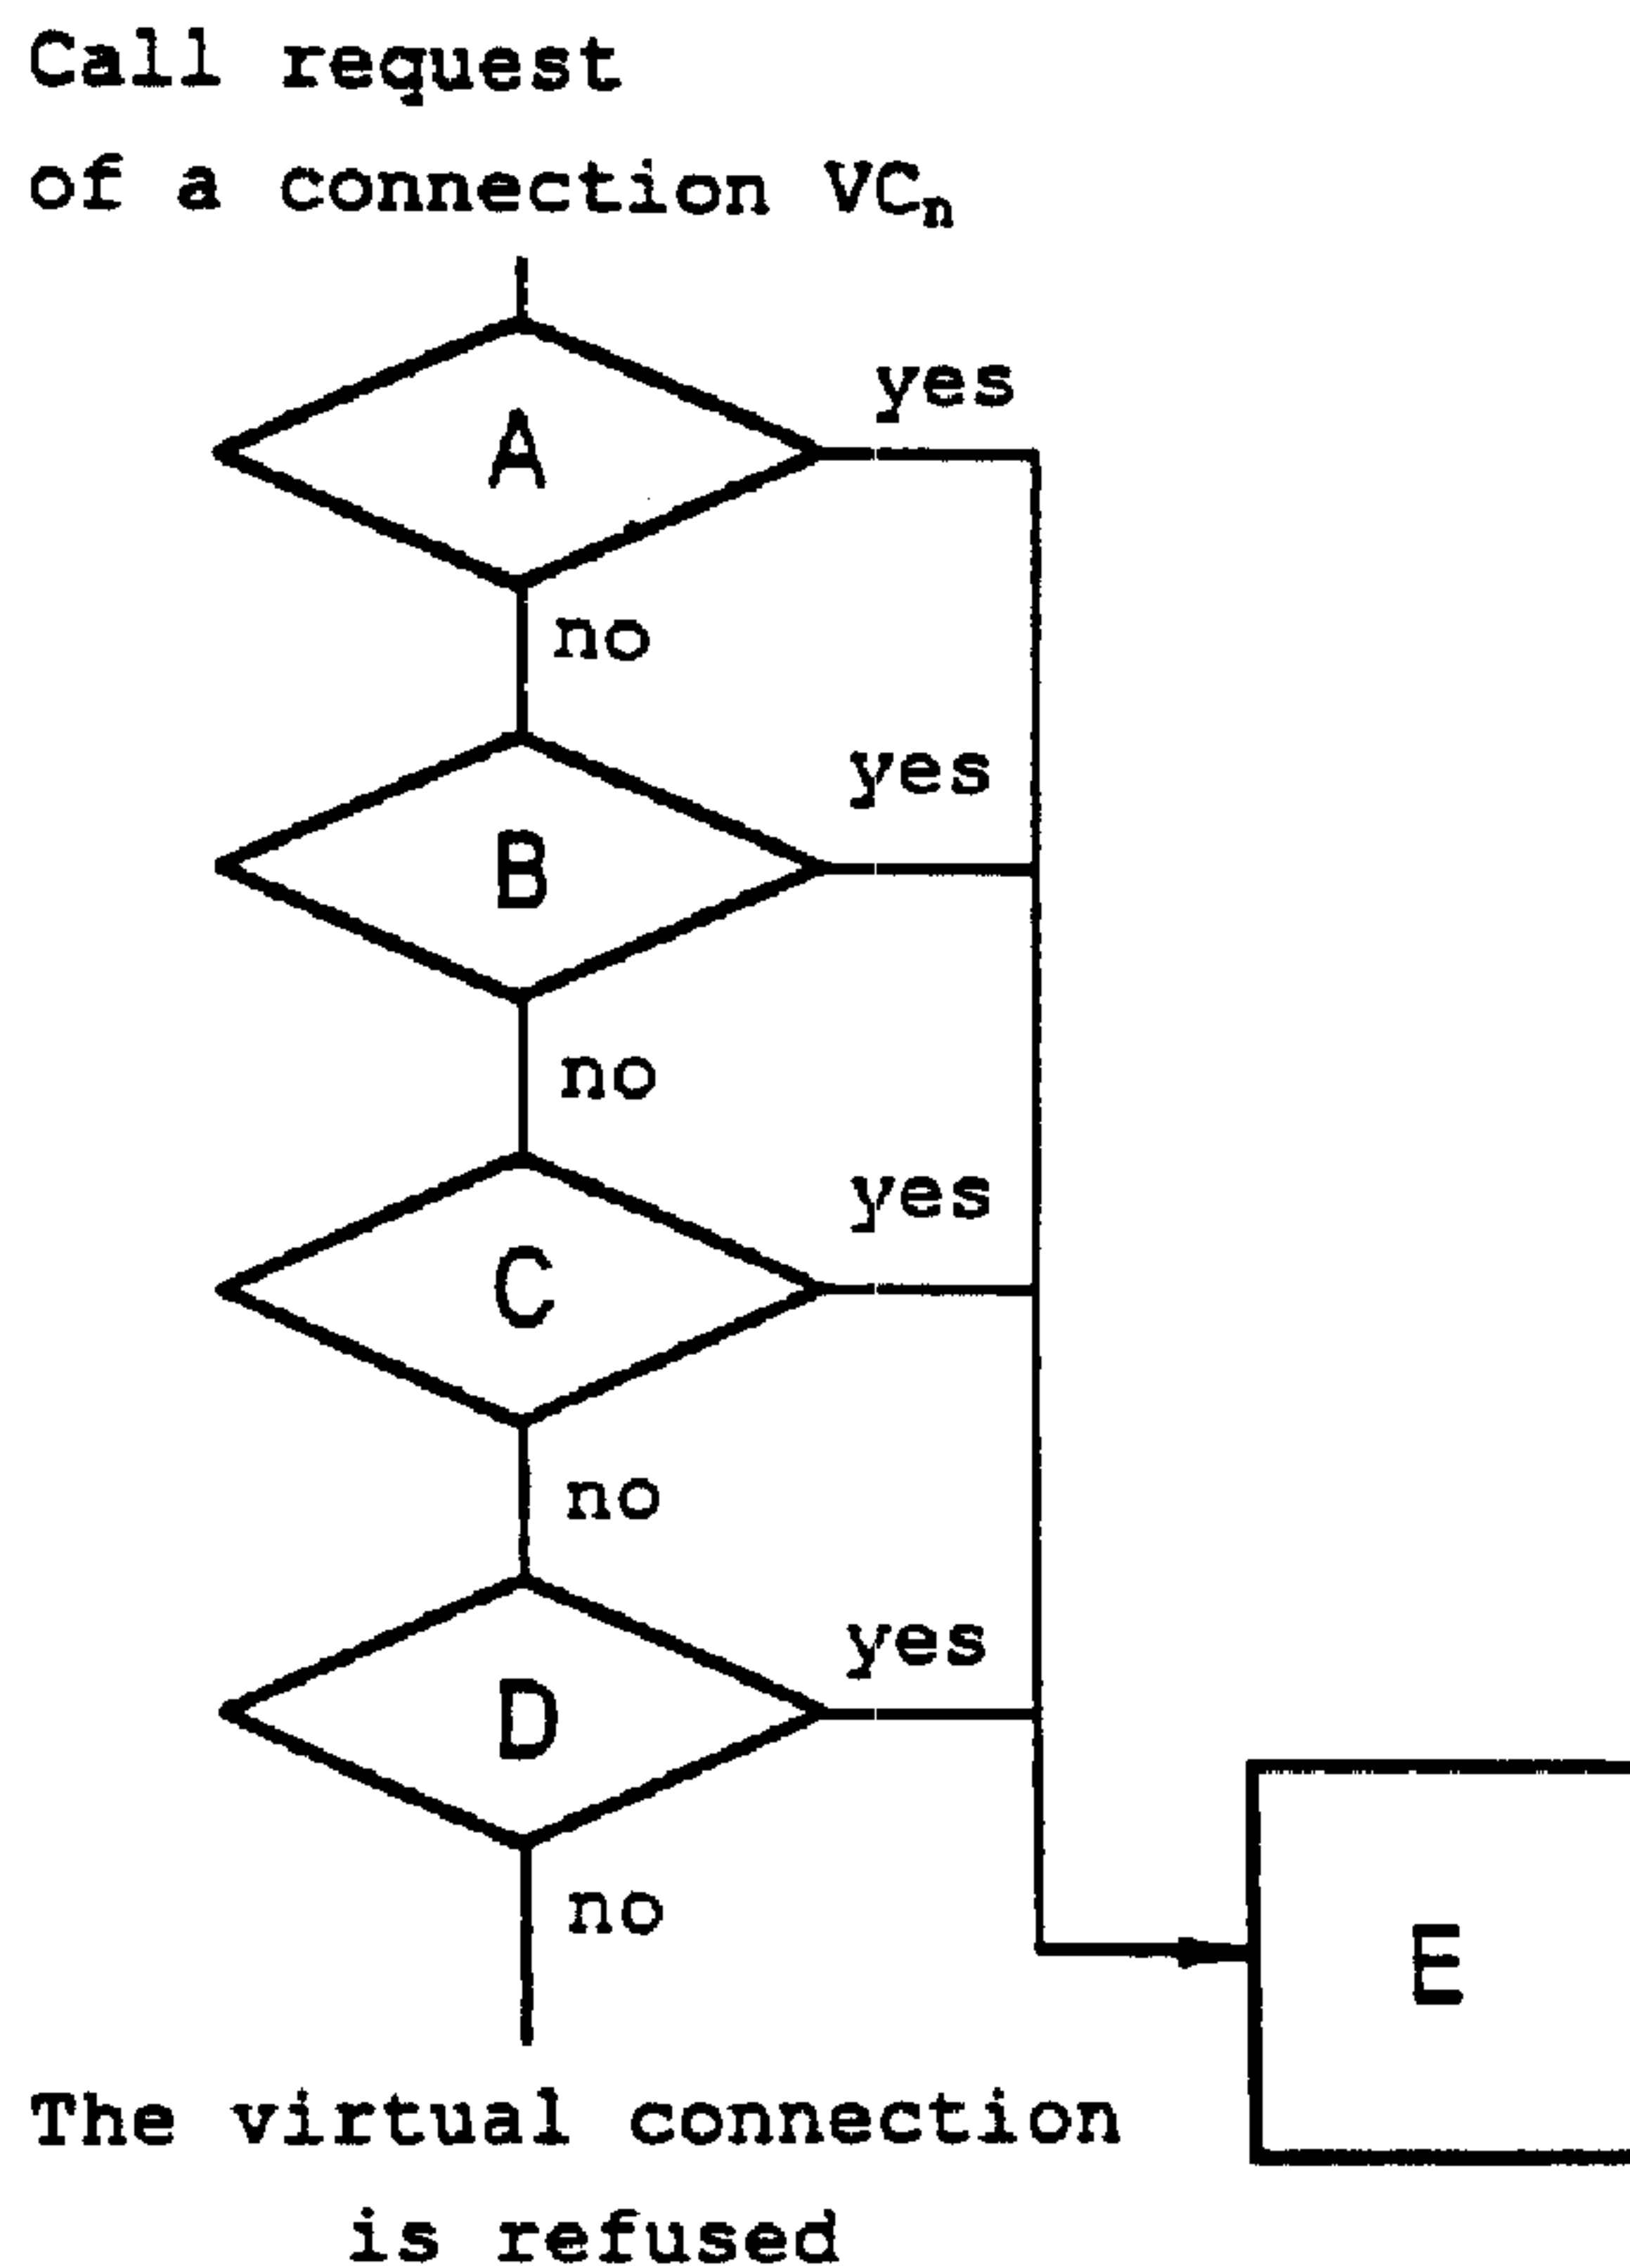 Call request
of a connection VCn
A
yes
no
B
yes
no
C
yes
no
D
yes
no
E
The virtual connection
is refused